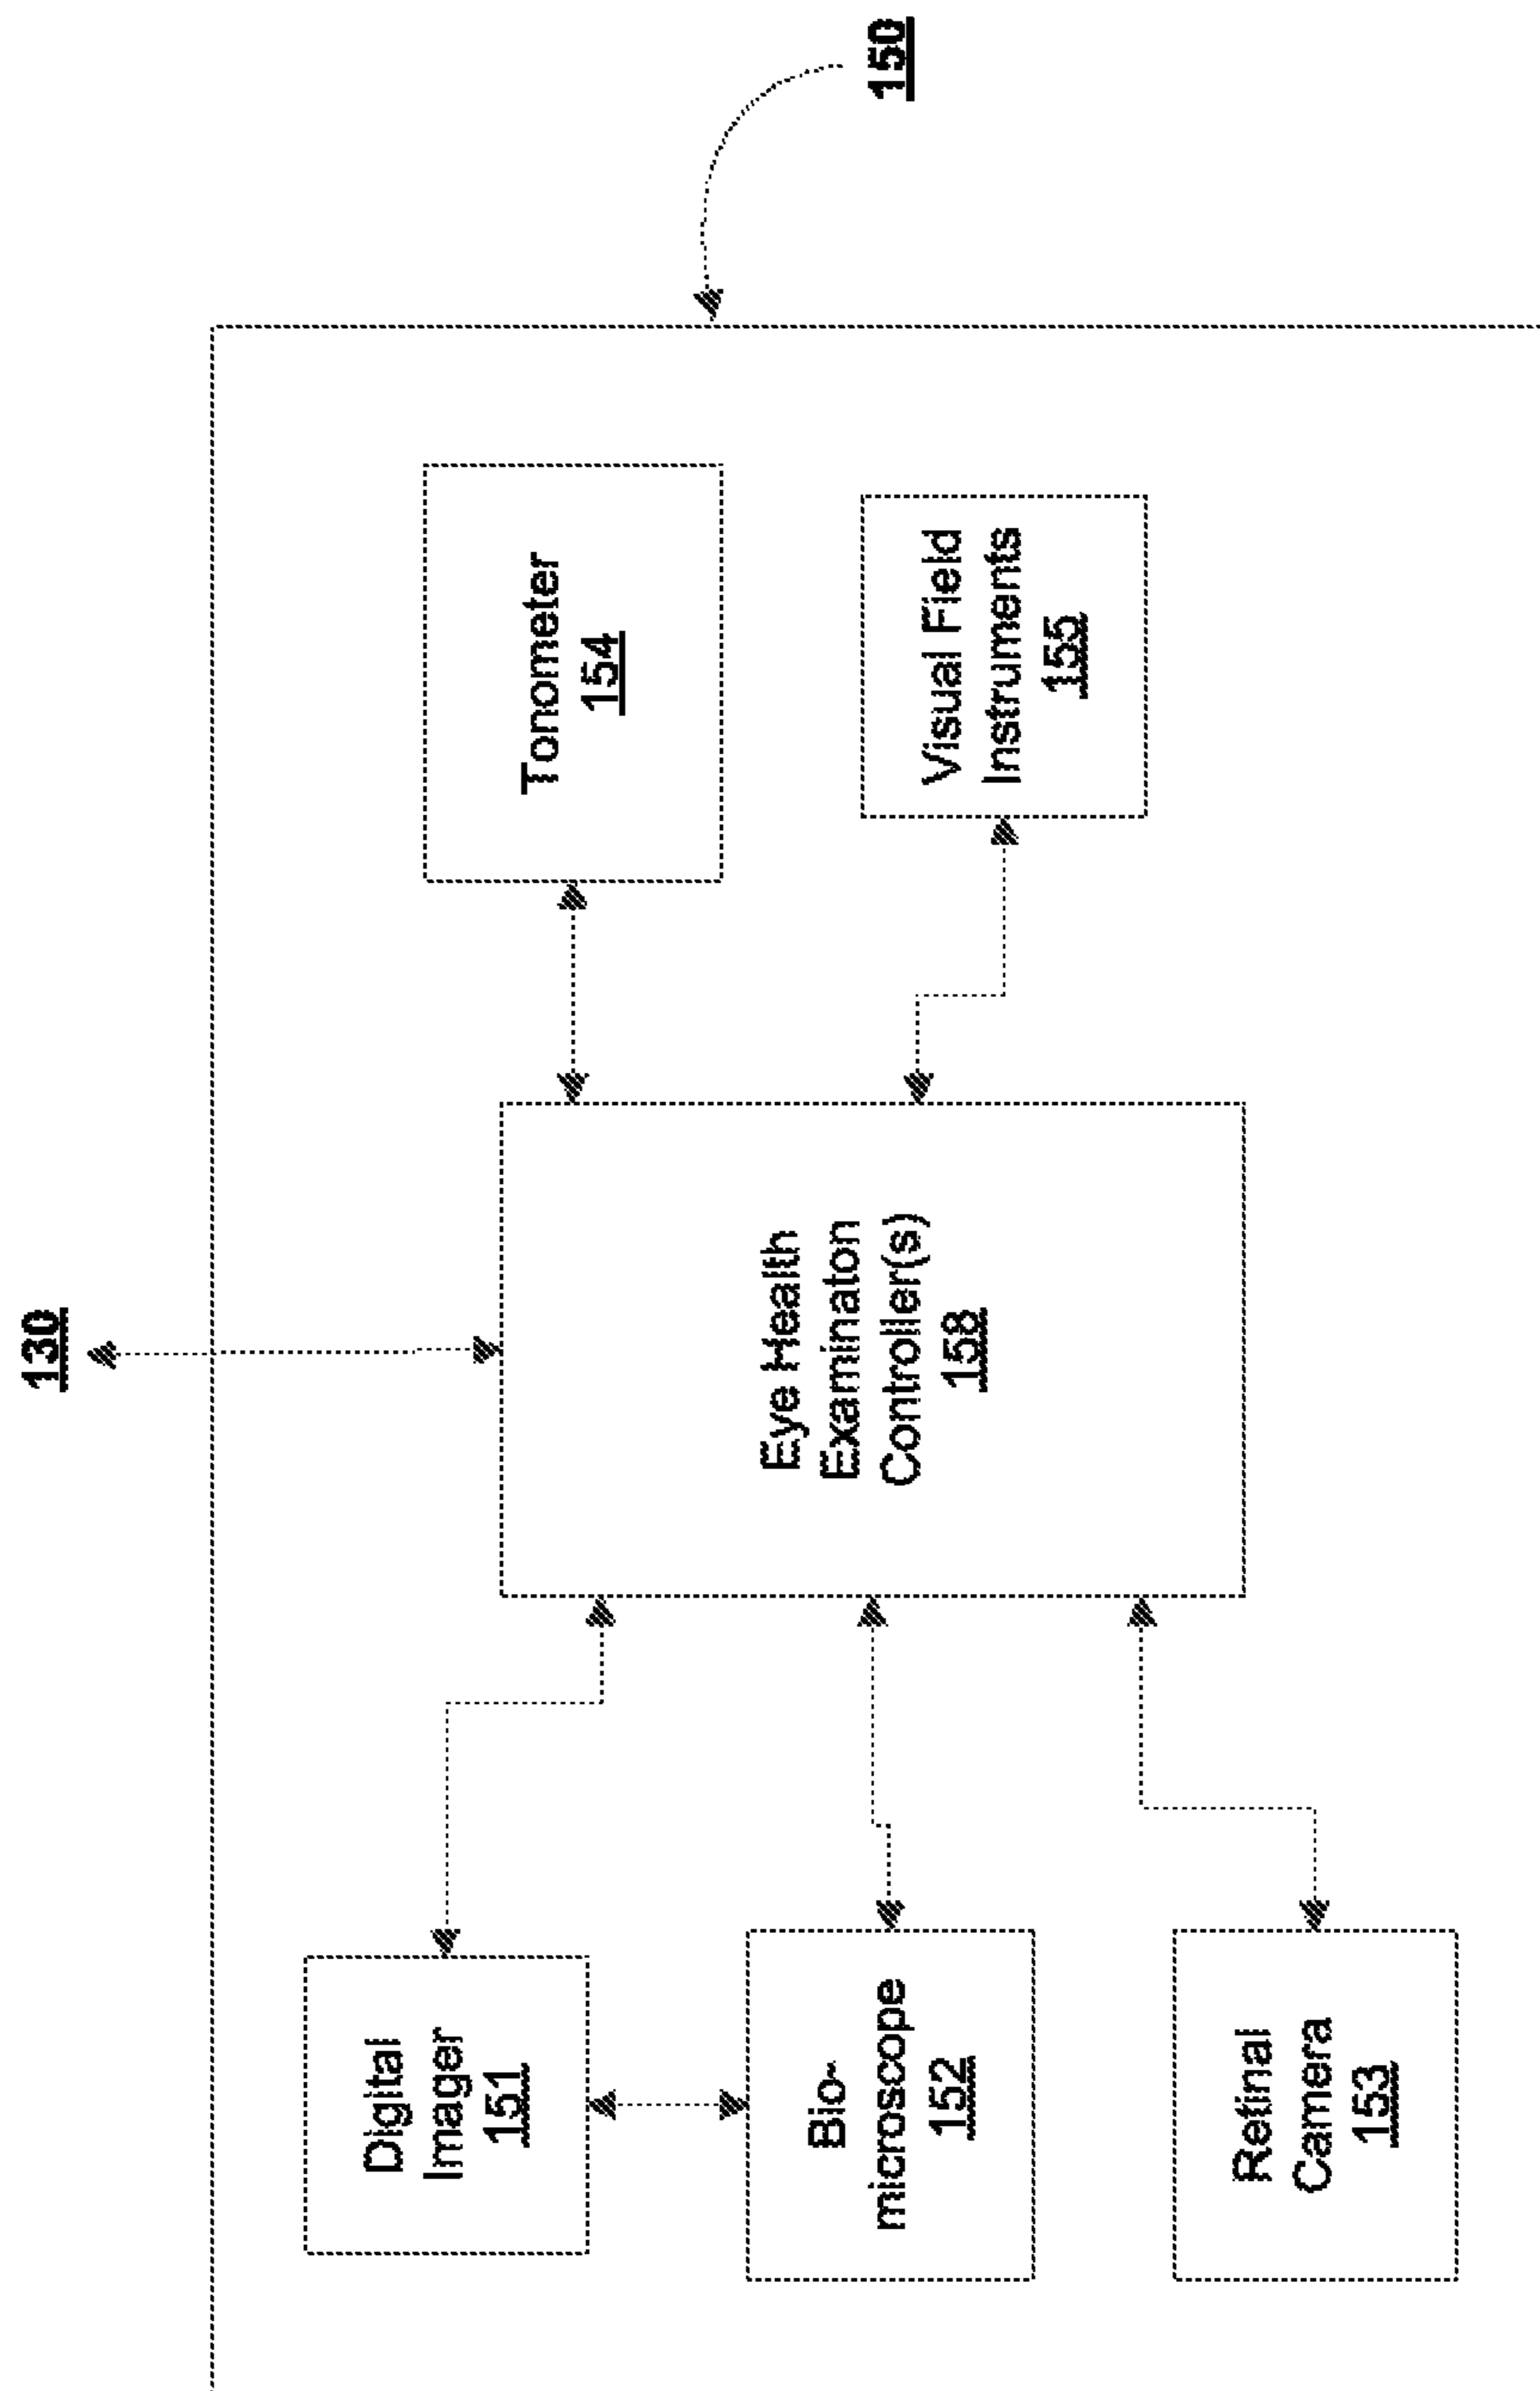 130
150
Digital
Imager
151
Bio-
microscope
152
Retinal
Camera
153
Eye Health
Examinaton
Controller(s)
158
Tonometer
154
Visual Field
Instruments
155